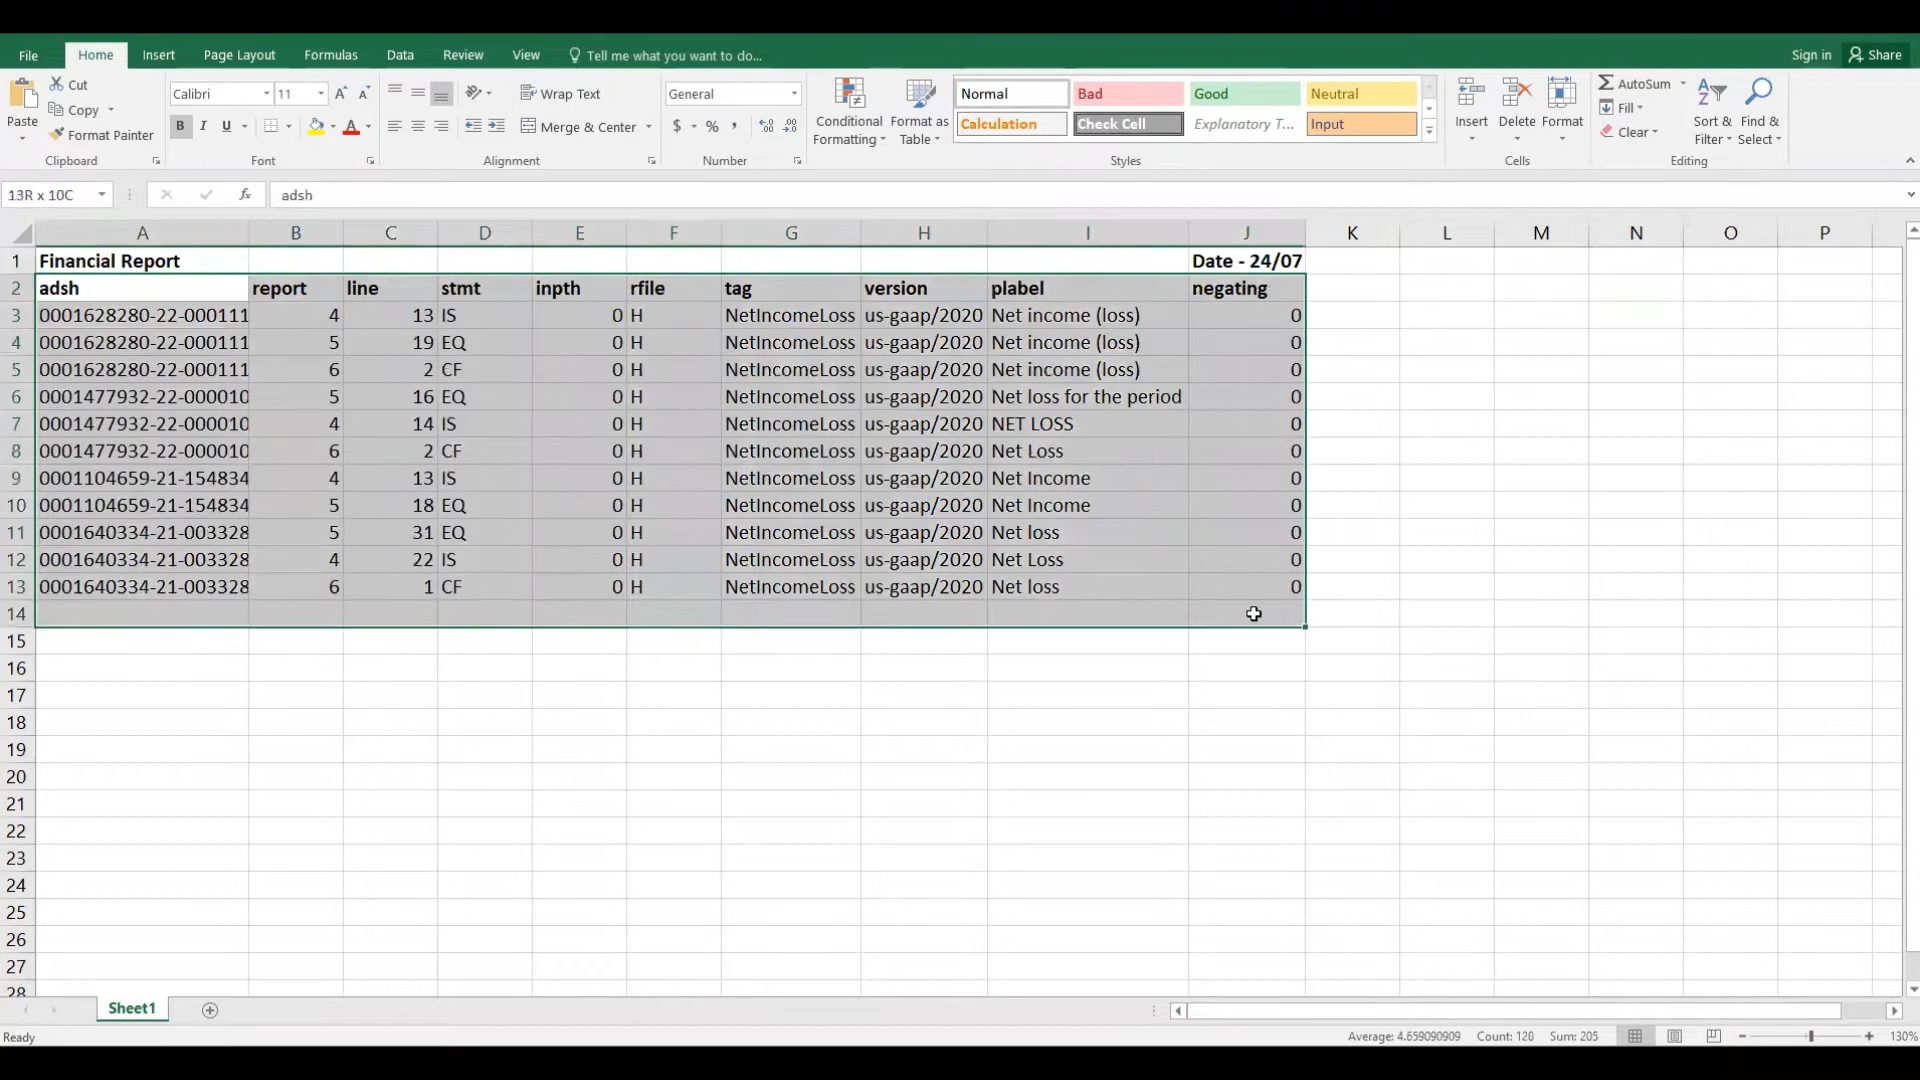 File Home Insert Page Layout Formulas Data Review View Tell me what you want to do... Sign in Share
Paste Cut Copy Format Painter Clipboard
Calibri 11 A A B I U A Font
Wrap Text Merge & Center Alignment
General $ % , Number
Conditional Formatting Format as Table
Normal Bad Good Neutral
Calculation Check Cell Explanatory T... Input
Styles
Insert Delete Format Cells
AutoSum Fill Clear Sort & Filter Find & Select Editing
13R x 10C fx adsh
A B C D E F G H I J K L M N O P
1 Financial Report Date - 24/07
2 adsh report line stmt inpth rfile tag version plabel negating
3 0001628280-22-000111 4 13 IS 0 H NetIncomeLoss us-gaap/2020 Net income (loss) 0
4 0001628280-22-000111 5 19 EQ 0 H NetIncomeLoss us-gaap/2020 Net income (loss) 0
5 0001628280-22-000111 6 2 CF 0 H NetIncomeLoss us-gaap/2020 Net income (loss) 0
6 0001477932-22-000010 5 16 EQ 0 H NetIncomeLoss us-gaap/2020 Net loss for the period 0
7 0001477932-22-000010 4 14 IS 0 H NetIncomeLoss us-gaap/2020 NET LOSS 0
8 0001477932-22-000010 6 2 CF 0 H NetIncomeLoss us-gaap/2020 Net Loss 0
9 0001104659-21-154834 4 13 IS 0 H NetIncomeLoss us-gaap/2020 Net Income 0
10 0001104659-21-154834 5 18 EQ 0 H NetIncomeLoss us-gaap/2020 Net Income 0
11 0001640334-21-003328 5 31 EQ 0 H NetIncomeLoss us-gaap/2020 Net loss 0
12 0001640334-21-003328 4 22 IS 0 H NetIncomeLoss us-gaap/2020 Net Loss 0
13 0001640334-21-003328 6 1 CF 0 H NetIncomeLoss us-gaap/2020 Net loss 0
14
15
16
17
18
19
20
21
22
23
24
25
26
27
28
Sheet1
Ready Average: 4.659090909 Count: 120 Sum: 205 130%